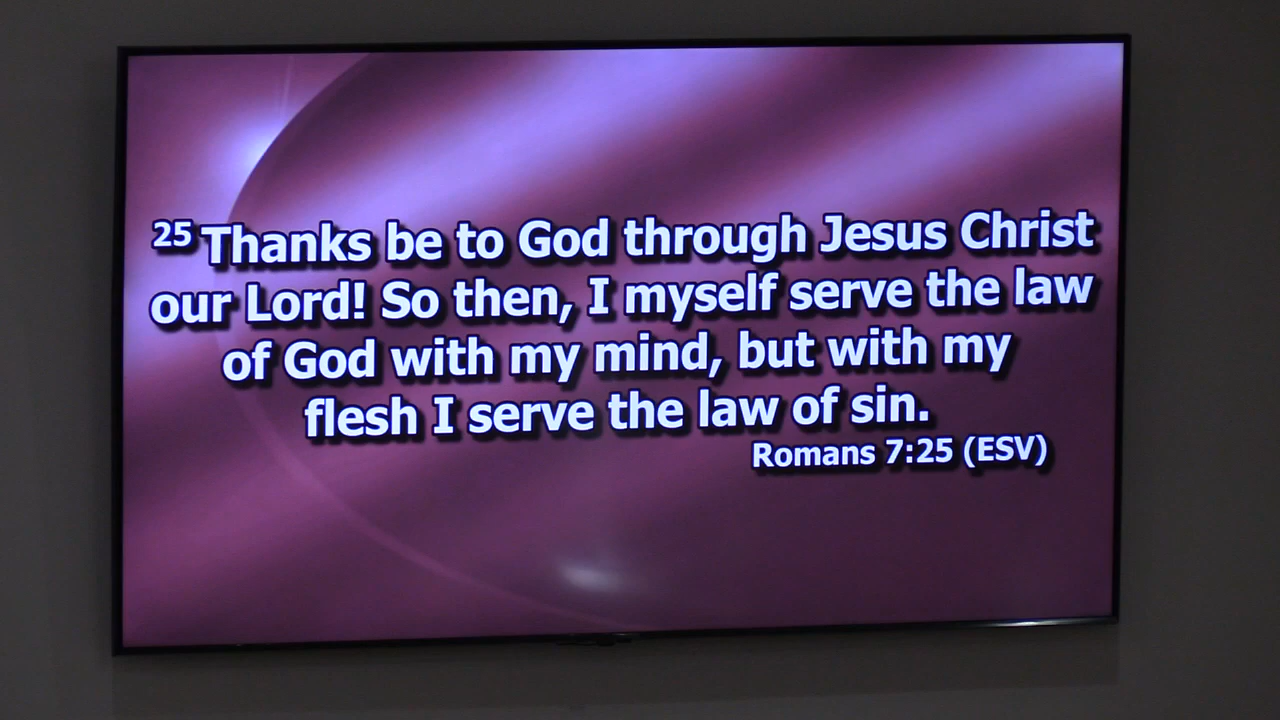 25 Thanks be to God through Jesus Christ
our Lord! So then, I myself serve the law
of God with my mind, but with my
flesh I serve the law of sin.
Romans 7:25 (ESV)